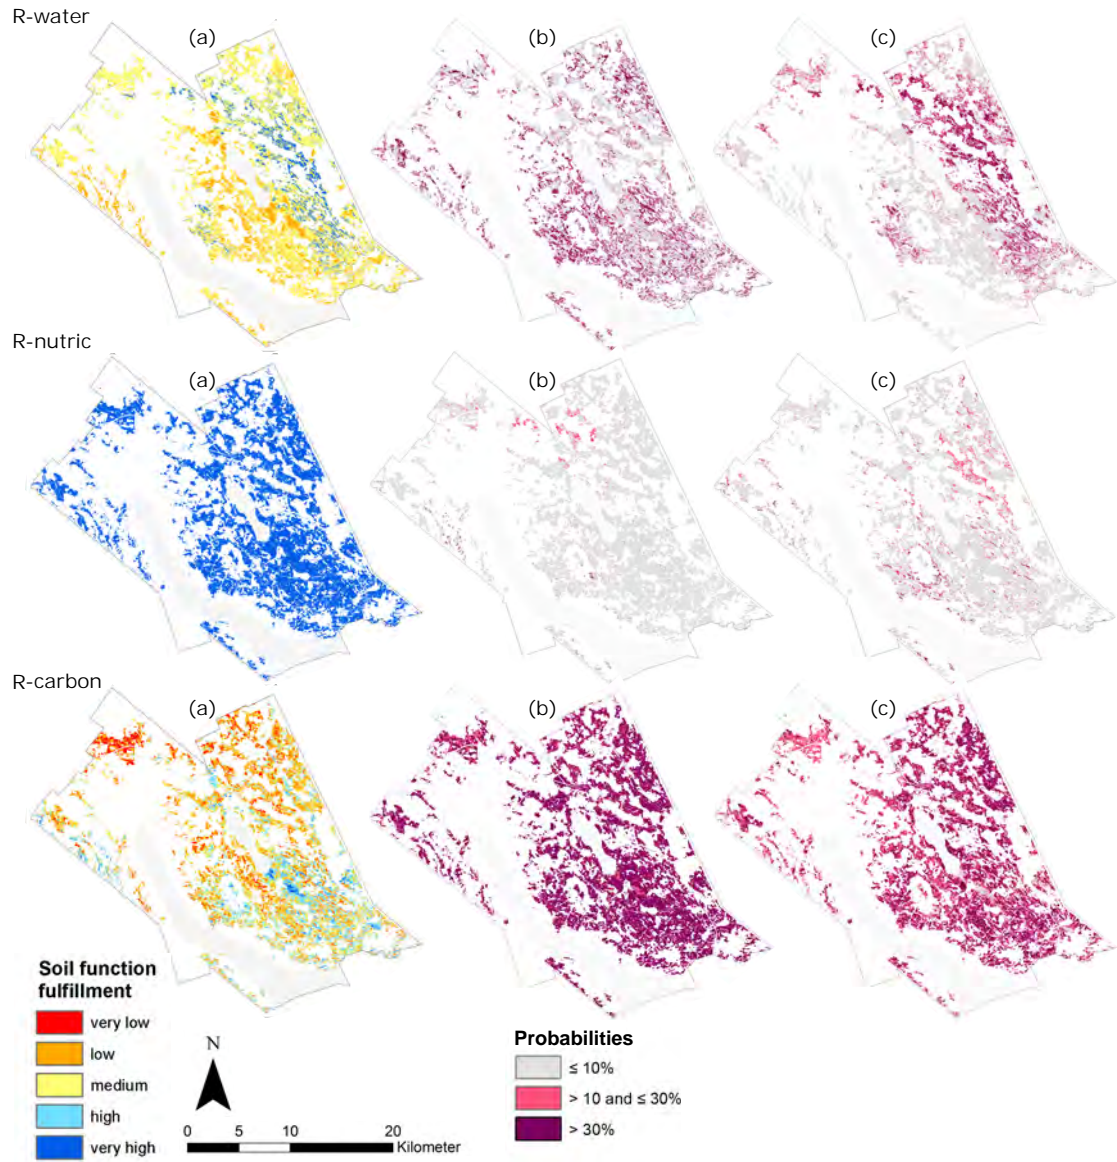 R-water
(a)
(b)
(c)
R-nutric
(a)
(b)
(c)
R-carbon
(a)
(b)
(c)
Soil function
fulfillment
very low
low
medium
high
very high
N
0 5 10 20
Kilometer
Probabilities
≤ 10%
> 10 and ≤ 30%
> 30%